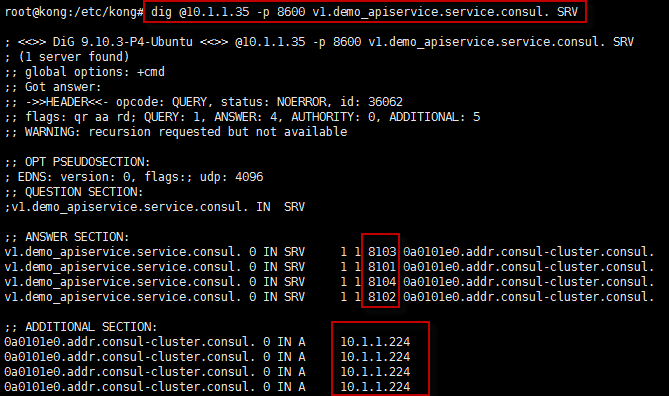 root@kong:/etc/kong# dig @10.1.1.35 -p 8600 v1.demo_apiservice.service.consul. SRV
; <<>> DiG 9.10.3-P4-Ubuntu <<>> @10.1.1.35 -p 8600 v1.demo_apiservice.service.consul. SRV
; (1 server found)
;; global options: +cmd
;; Got answer:
;; ->>HEADER<<- opcode: QUERY, status: NOERROR, id: 36062
;; flags: qr aa rd; QUERY: 1, ANSWER: 4, AUTHORITY: 0, ADDITIONAL: 5
;; WARNING: recursion requested but not available
;; OPT PSEUDOSECTION:
; EDNS: version: 0, flags:; udp: 4096
;; QUESTION SECTION:
;v1.demo_apiservice.service.consul. IN SRV
;; ANSWER SECTION:
v1.demo_apiservice.service.consul. 0 IN SRV 1 1 8103 0a0101e0.addr.consul-cluster.consul.
v1.demo_apiservice.service.consul. 0 IN SRV 1 1 8101 0a0101e0.addr.consul-cluster.consul.
v1.demo_apiservice.service.consul. 0 IN SRV 1 1 8104 0a0101e0.addr.consul-cluster.consul.
v1.demo_apiservice.service.consul. 0 IN SRV 1 1 8102 0a0101e0.addr.consul-cluster.consul.
;; ADDITIONAL SECTION:
0a0101e0.addr.consul-cluster.consul. 0 IN A 10.1.1.224
0a0101e0.addr.consul-cluster.consul. 0 IN A 10.1.1.224
0a0101e0.addr.consul-cluster.consul. 0 IN A 10.1.1.224
0a0101e0.addr.consul-cluster.consul. 0 IN A 10.1.1.224